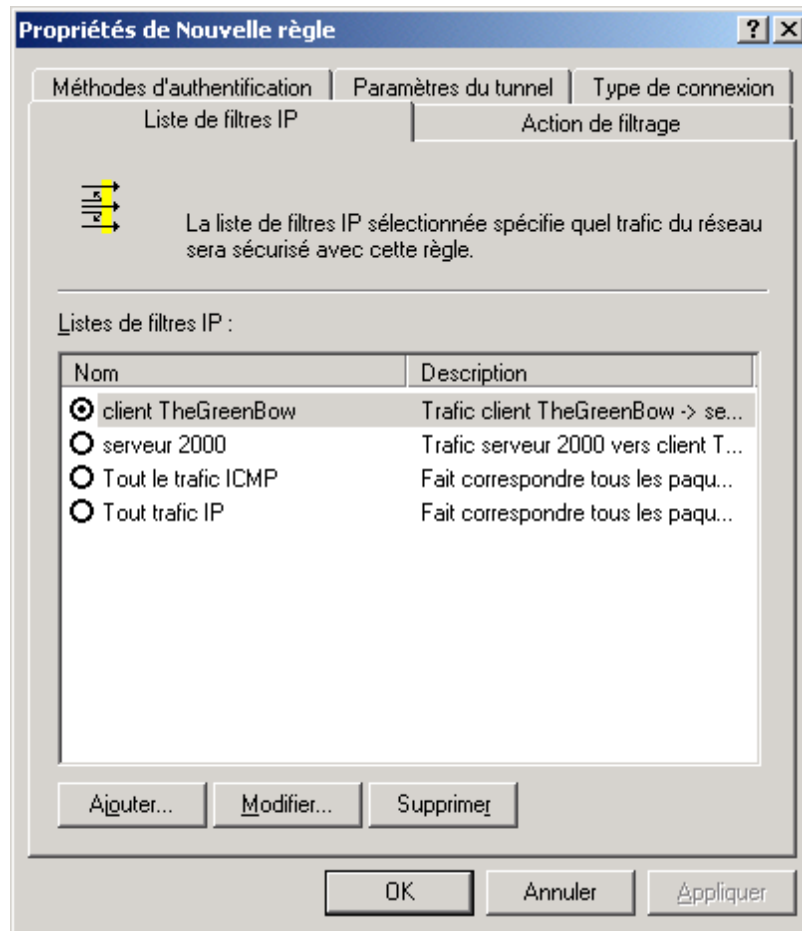 Propriétés de Nouvelle règle
Méthodes d'authentification Paramètres du tunnel Type de connexion
Liste de filtres IP Action de filtrage
La liste de filtres IP sélectionnée spécifie quel trafic du réseau
sera sécurisé avec cette règle.
Listes de filtres IP :
Nom Description
client TheGreenBow Trafic client TheGreenBow -> se...
serveur 2000 Trafic serveur 2000 vers client T...
Tout le trafic ICMP Fait correspondre tous les paqu...
Tout trafic IP Fait correspondre tous les paqu...
Ajouter... Modifier... Supprimer
OK Annuler Appliquer